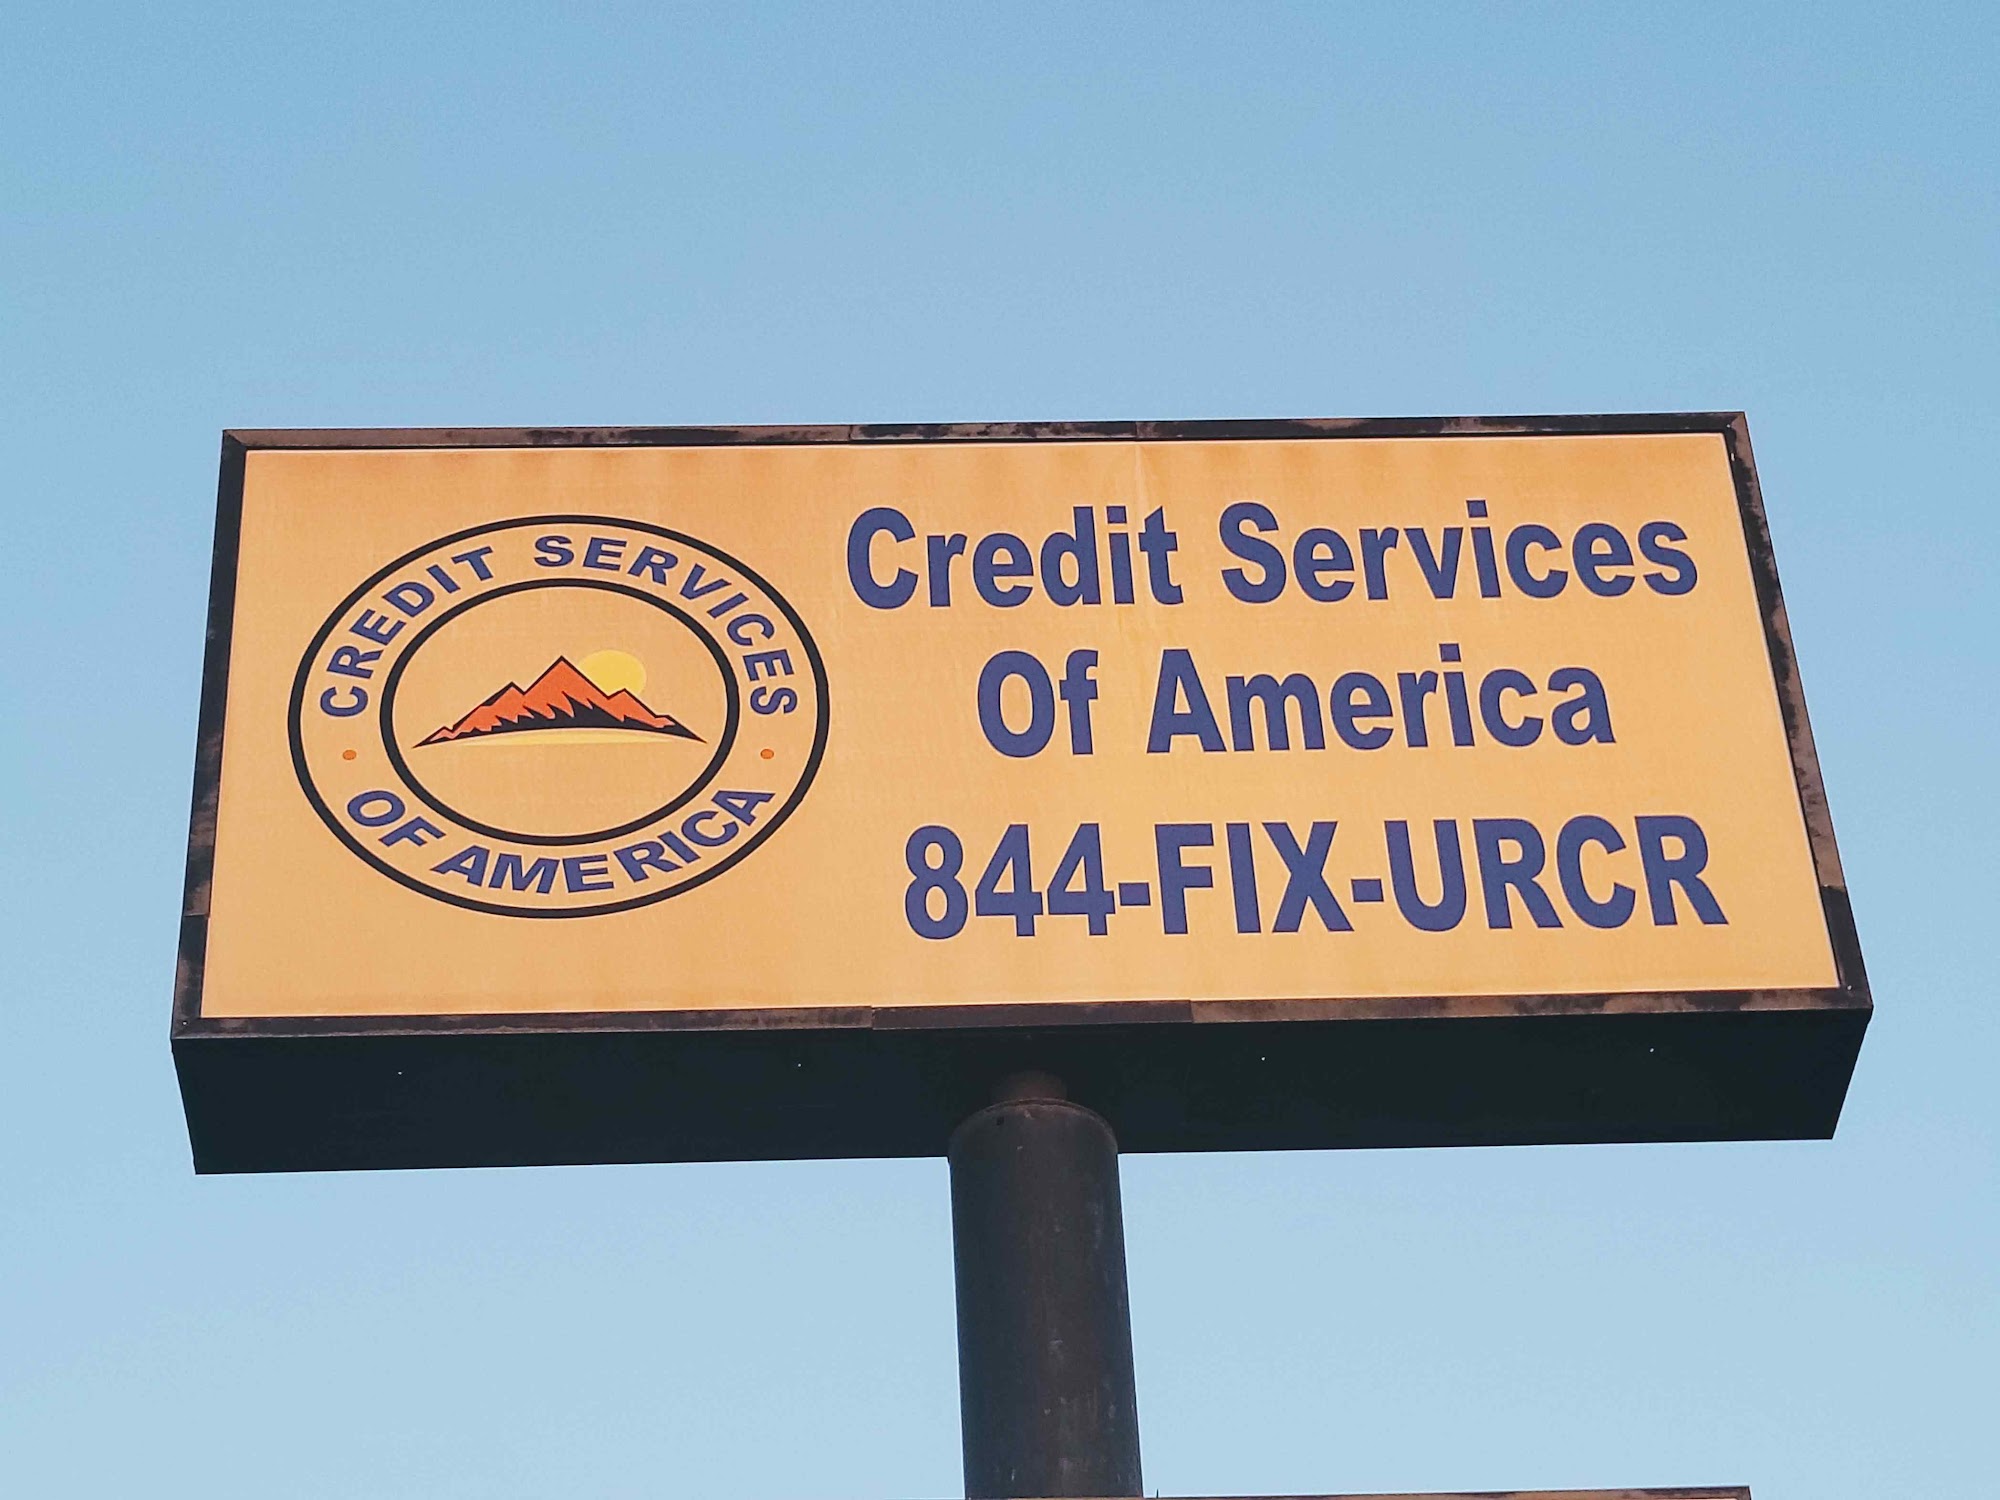 CREDIT SERVICES
OF AMERICA
Credit Services
Of America
844-FIX-URCR